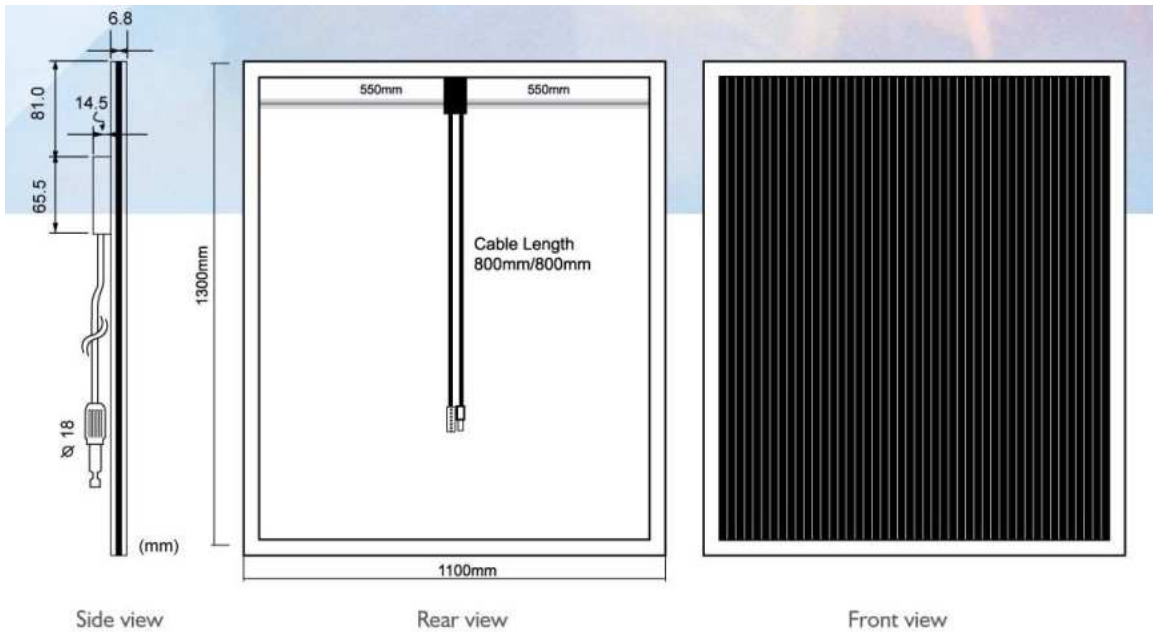 6.8
81.0
14.5
65.5
Ø 18
(mm)
Side view
550mm
550mm
Cable Length
800mm/800mm
1300mm
1100mm
Rear view
Front view